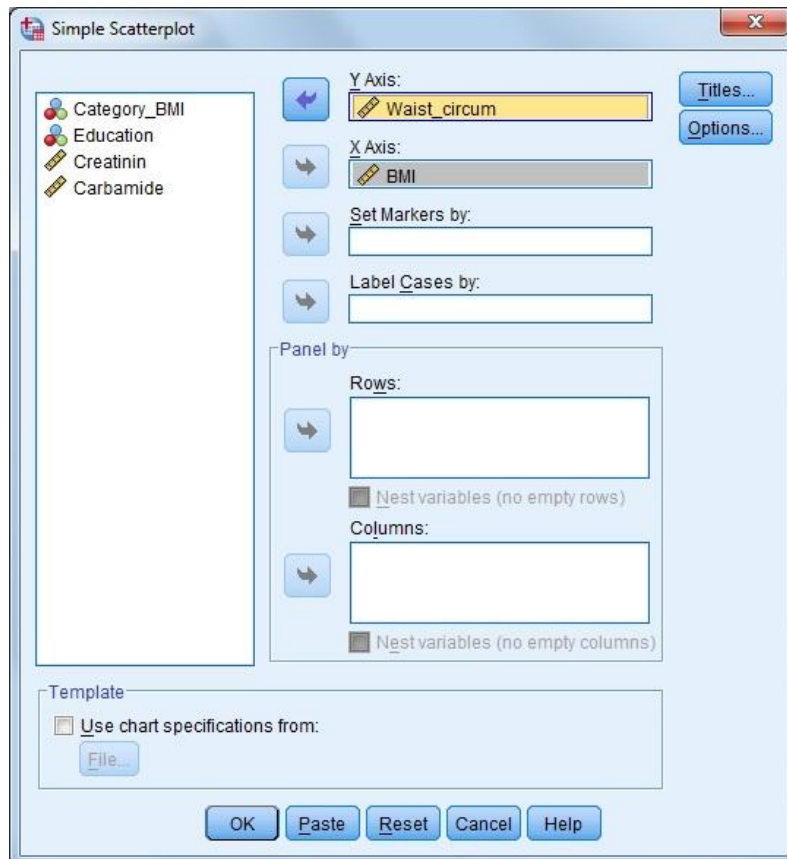 Simple Scatterplot
Category_BMI
Education
Creatinin
Carbamide
Y Axis:
Waist_circum
X Axis:
BMI
Set Markers by:
Label Cases by:
Panel by
Rows:
Nest variables (no empty rows)
Columns:
Nest variables (no empty columns)
Titles...
Options...
Template
Use chart specifications from:
File...
OK Paste Reset Cancel Help